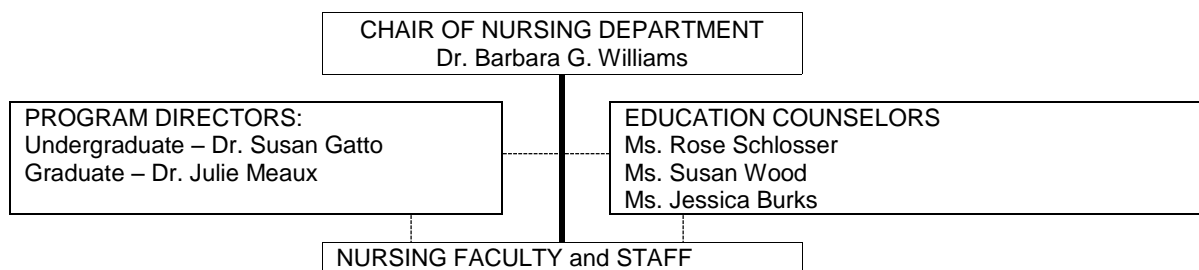 CHAIR OF NURSING DEPARTMENT
Dr. Barbara G. Williams
PROGRAM DIRECTORS:
Undergraduate – Dr. Susan Gatto
Graduate – Dr. Julie Meaux
EDUCATION COUNSELORS
Ms. Rose Schlosser
Ms. Susan Wood
Ms. Jessica Burks
NURSING FACULTY and STAFF